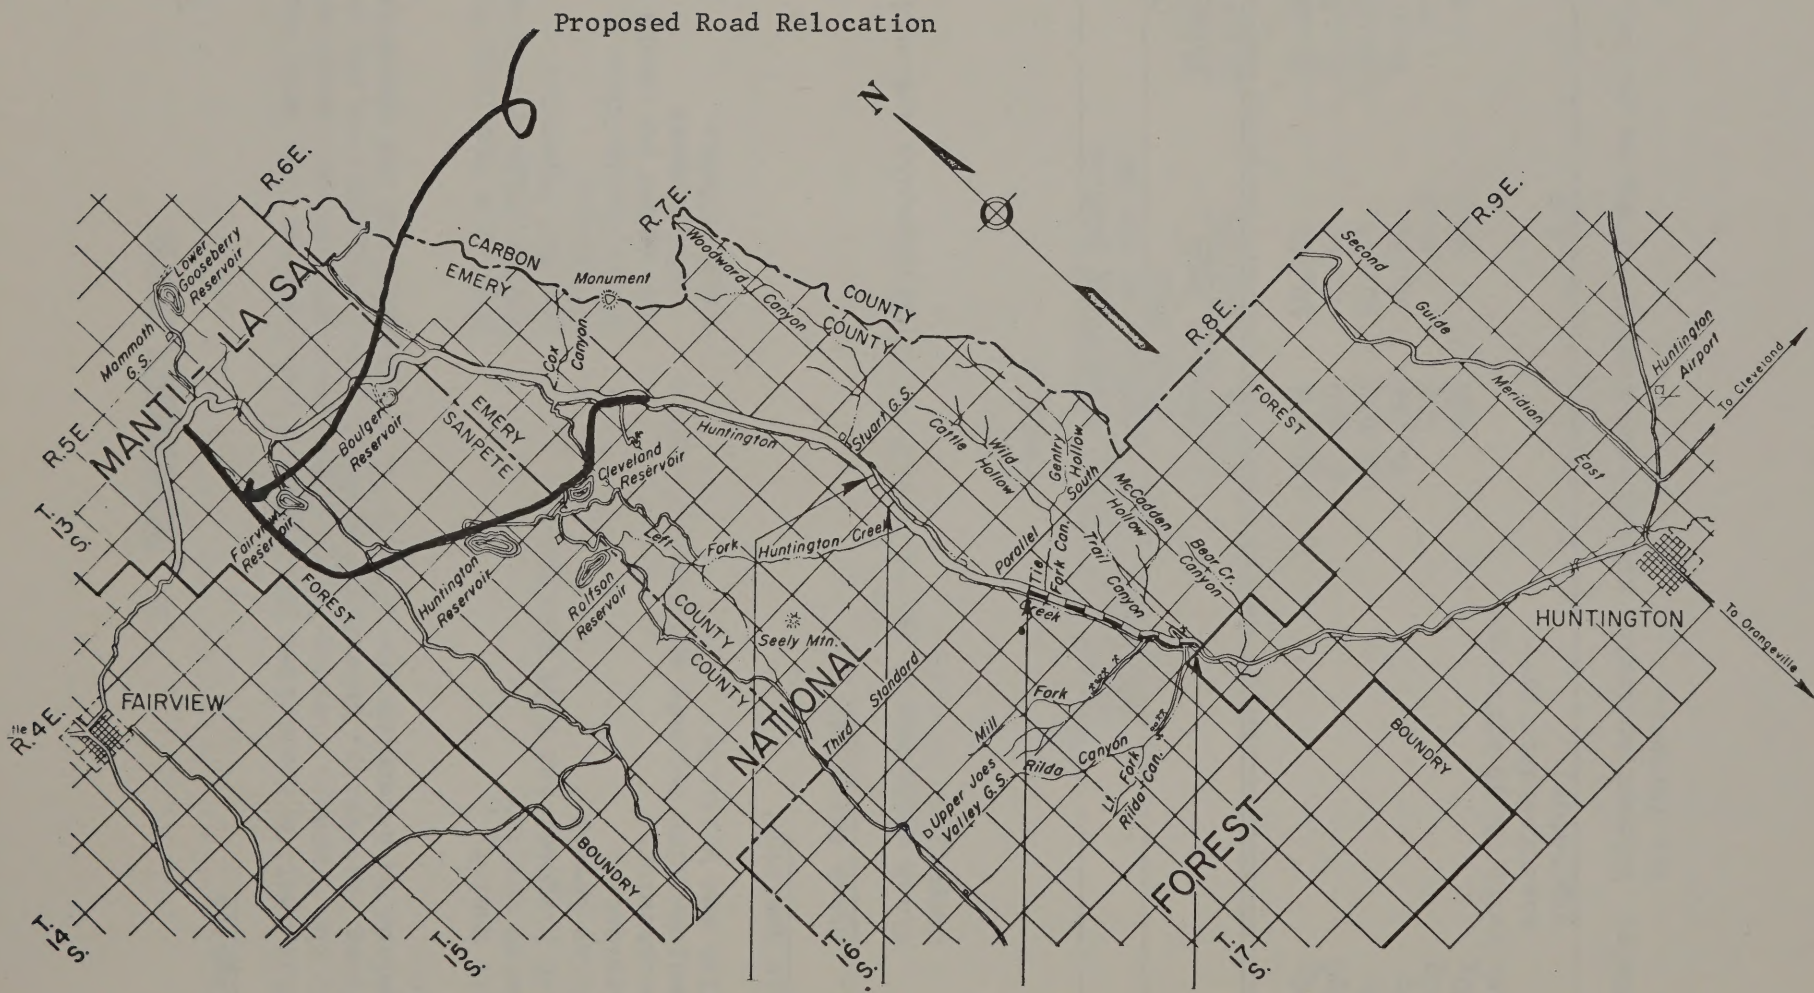 Proposed Road Relocation
N
R.6E.
R.7E.
R.9E.
R.8E.
R.5E.
R.4E.
Lower
Gooseberry
Reservoir
Mammoth
G.S.
MANTI - LA SAL
CARBON
EMERY
Monument
Cox
Canyon
Woodward
Canyon
COUNTY
COUNTY
Second
Guide
Meridian
East
Huntington
Airport
To Cleveland
Boulger
Reservoir
EMERY
SANPETE
Huntington
Stuart G.S.
Cattle
Hollow
Wild
Gentry
Hollow
South
McCadden
Hollow
FOREST
Cleveland
Reservoir
T.
13
S.
Fairview
Reservoir
FOREST
Huntington
Reservoir
Rolfson
Reservoir
Left
Fork
Huntington Creek
Parallel
Tie
Fork Can.
Trail
Canyon
Bear Cr.
Canyon
Creek
HUNTINGTON
To Orangeville
COUNTY
COUNTY
Seely Mtn.
NATIONAL
Third
Standard
Mill
Fork
Rilda
Canyon
Lt. Fork
Rilda Can.
Upper Joes
Valley G.S.
FAIRVIEW
BOUNDRY
FOREST
BOUNDRY
T.
14
S.
T.
15
S.
T.
16
S.
T.
17
S.